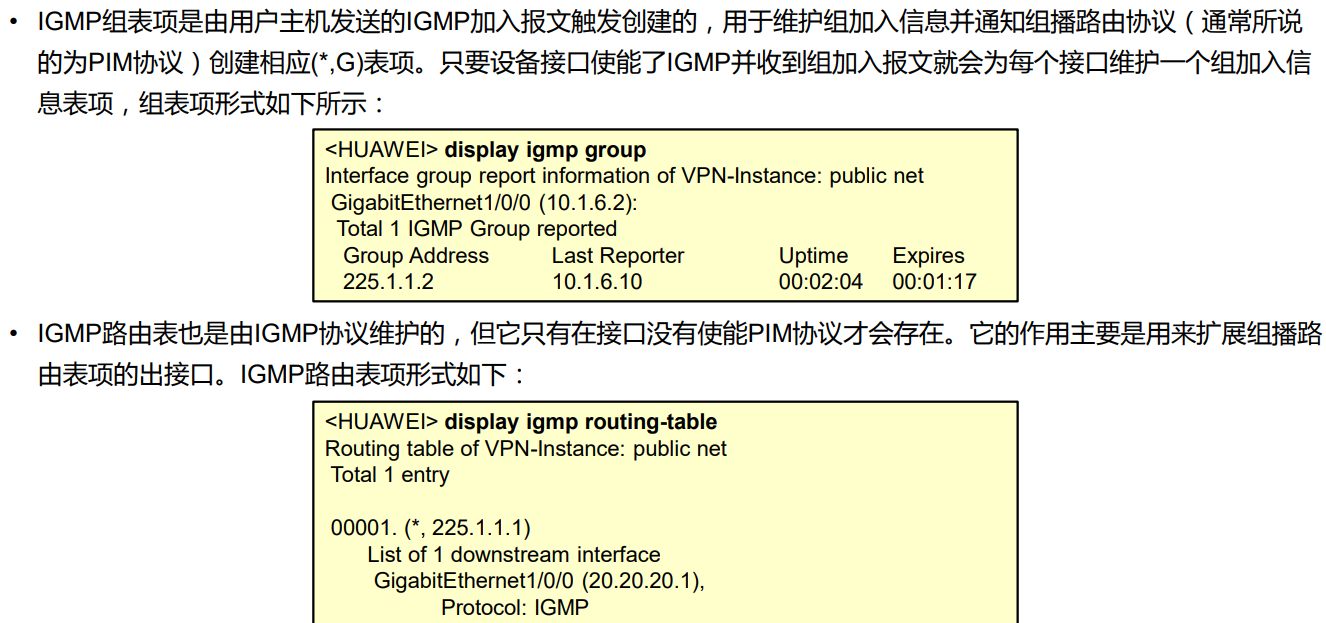 • IGMP组表项是由用户主机发送的IGMP加入报文触发创建的，用于维护组加入信息并通知组播路由协议（通常所说
的为PIM协议）创建相应(*,G)表项。只要设备接口使能了IGMP并收到组加入报文就会为每个接口维护一个组加入信
息表项，组表项形式如下所示：
<HUAWEI> display igmp group
Interface group report information of VPN-Instance: public net
GigabitEthernet1/0/0 (10.1.6.2):
Total 1 IGMP Group reported
Group Address Last Reporter Uptime Expires
225.1.1.2 10.1.6.10 00:02:04 00:01:17
• IGMP路由表也是由IGMP协议维护的，但它只有在接口没有使能PIM协议才会存在。它的作用主要是用来扩展组播路
由表项的出接口。IGMP路由表项形式如下：
<HUAWEI> display igmp routing-table
Routing table of VPN-Instance: public net
Total 1 entry
00001. (*, 225.1.1.1)
List of 1 downstream interface
GigabitEthernet1/0/0 (20.20.20.1),
Protocol: IGMP